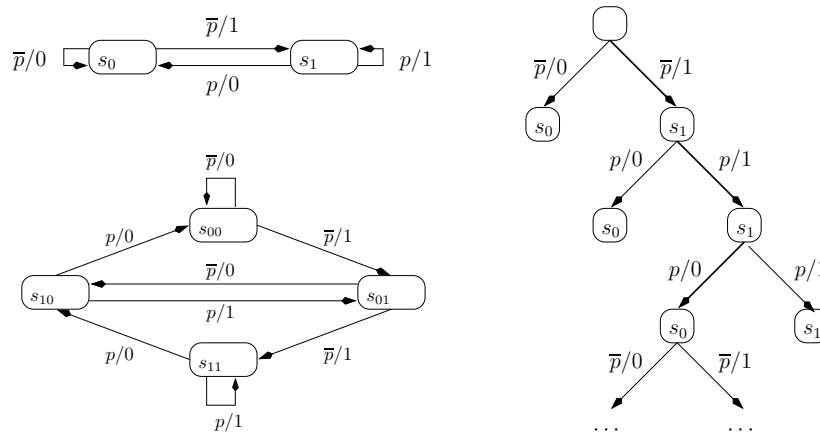 p̅/1
p̅/0 s₀ s₁ p/1
p/0
p̅/0
s₀₀
p/0 p̅/1
p̅/0
s₁₀ s₀₁
p/1
p/0 p̅/1
s₁₁
p/1
p̅/0 p̅/1
s₀ s₁
p/0 p/1
s₀ s₁
p/0 p/1
s₀ s₁
p̅/0 p̅/1
... ...